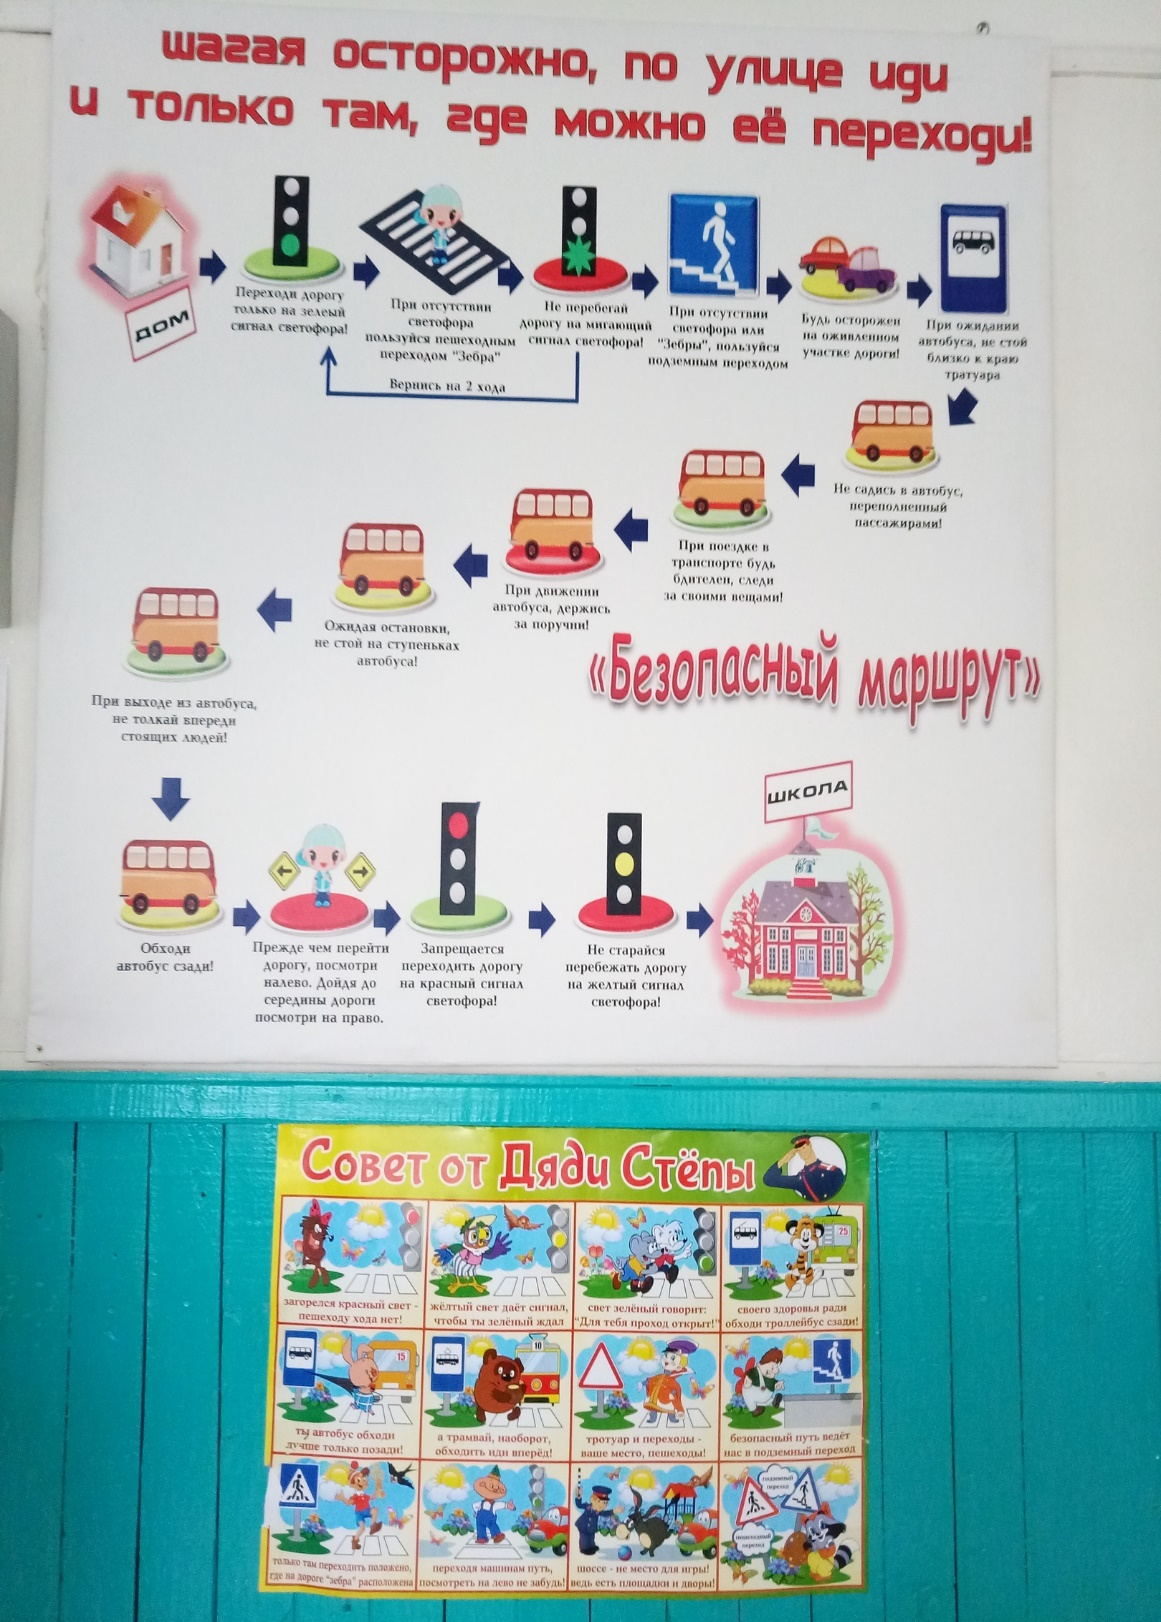 шагая осторожно, по улице иди
и только там, где можно её переходи!
ДОМ
Переходи дорогу
только на зелеый
сигнал светофора!
При отсутствии
светофора
пользуйся пешеходным
переходом "Зебра"
Не перебегай
дорогу на мигающий
сигнал светофора!
Вернись на 2 хода
При отсутствии
светофора или
"Зебры", пользуйся
подземным переходом
Будь осторожен
на оживленном
участке дороги!
При ожидании
автобуса, не стой
близко к краю
тратуара
Не садись в автобус,
переполненный
пассажирами!
При поездке в
транспорте будь
бдителен, следи
за своими вещами!
При движении
автобуса, держись
за поручни!
Ожидая остановки,
не стой на ступеньках
автобуса!
При выходе из автобуса,
не толкай впереди
стоящих людей!
«Безопасный маршрут»
Обходи
автобус сзади!
Прежде чем перейти
дорогу, посмотри
налево. Дойдя до
середины дороги
посмотри на право.
Запрещается
переходить дорогу
на красный сигнал
светофора!
Не старайся
перебежать дорогу
на желтый сигнал
светофора!
ШКОЛА
Совет от Дяди Стёпы
загорелся красный свет -
пешеходу хода нет!
жёлтый свет даёт сигнал,
чтобы ты зелёный ждал
свет зелёный говорит:
"Для тебя проход открыт!"
25
своего здоровья ради
обходи троллейбус сзади!
15
ты автобус обходи
лучше только позади!
10
а трамвай, наоборот,
обходить иди вперёд!
тротуар и переходы -
ваше место, пешеходы!
безопасный путь ведёт
нас в подземный переход
только там переходить положено,
где на дороге "зебра" расположена
переходя машинам путь,
посмотреть на лево не забудь!
шоссе - не место для игры!
ведь есть площадки и дворы!
подземный
переход
пешеходный
переход